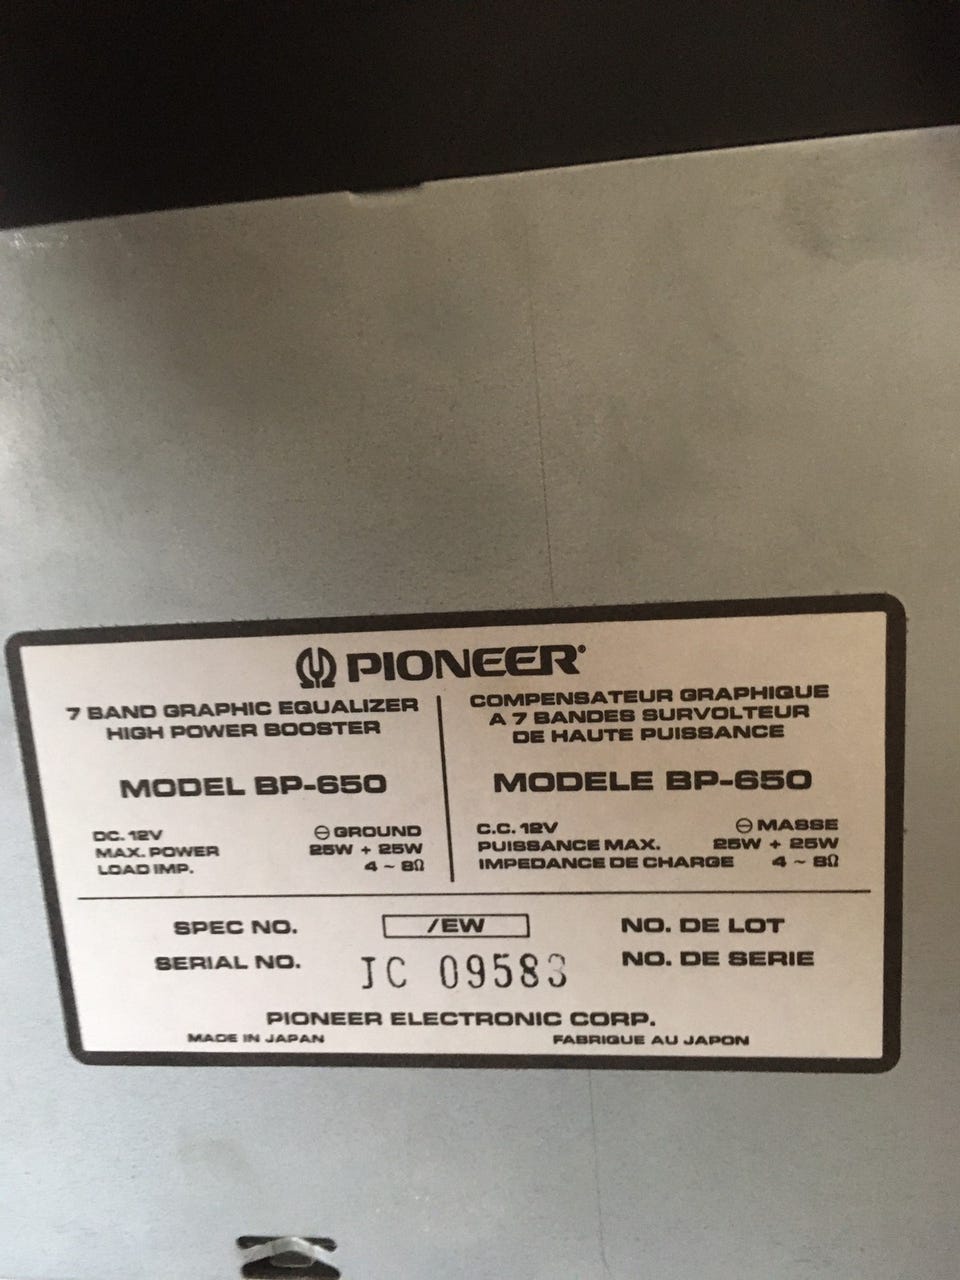 PIONEER®
7 BAND GRAPHIC EQUALIZER
HIGH POWER BOOSTER
MODEL BP-650
DC. 12V ⊖ GROUND
MAX. POWER 25W + 25W
LOAD IMP. 4 ~ 8Ω
COMPENSATEUR GRAPHIQUE
A 7 BANDES SURVOLTEUR
DE HAUTE PUISSANCE
MODELE BP-650
C.C. 12V ⊖ MASSE
PUISSANCE MAX. 25W + 25W
IMPEDANCE DE CHARGE 4 ~ 8Ω
SPEC NO. /EW NO. DE LOT
SERIAL NO. JC 09583 NO. DE SERIE
PIONEER ELECTRONIC CORP.
MADE IN JAPAN FABRIQUE AU JAPON